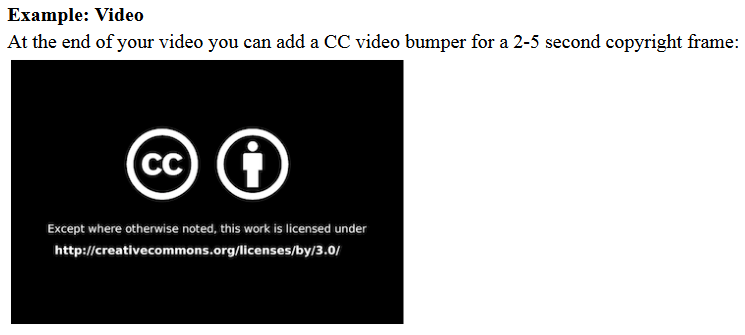 Example: Video
At the end of your video you can add a CC video bumper for a 2-5 second copyright frame:
CC
Except where otherwise noted, this work is licensed under
http://creativecommons.org/licenses/by/3.0/